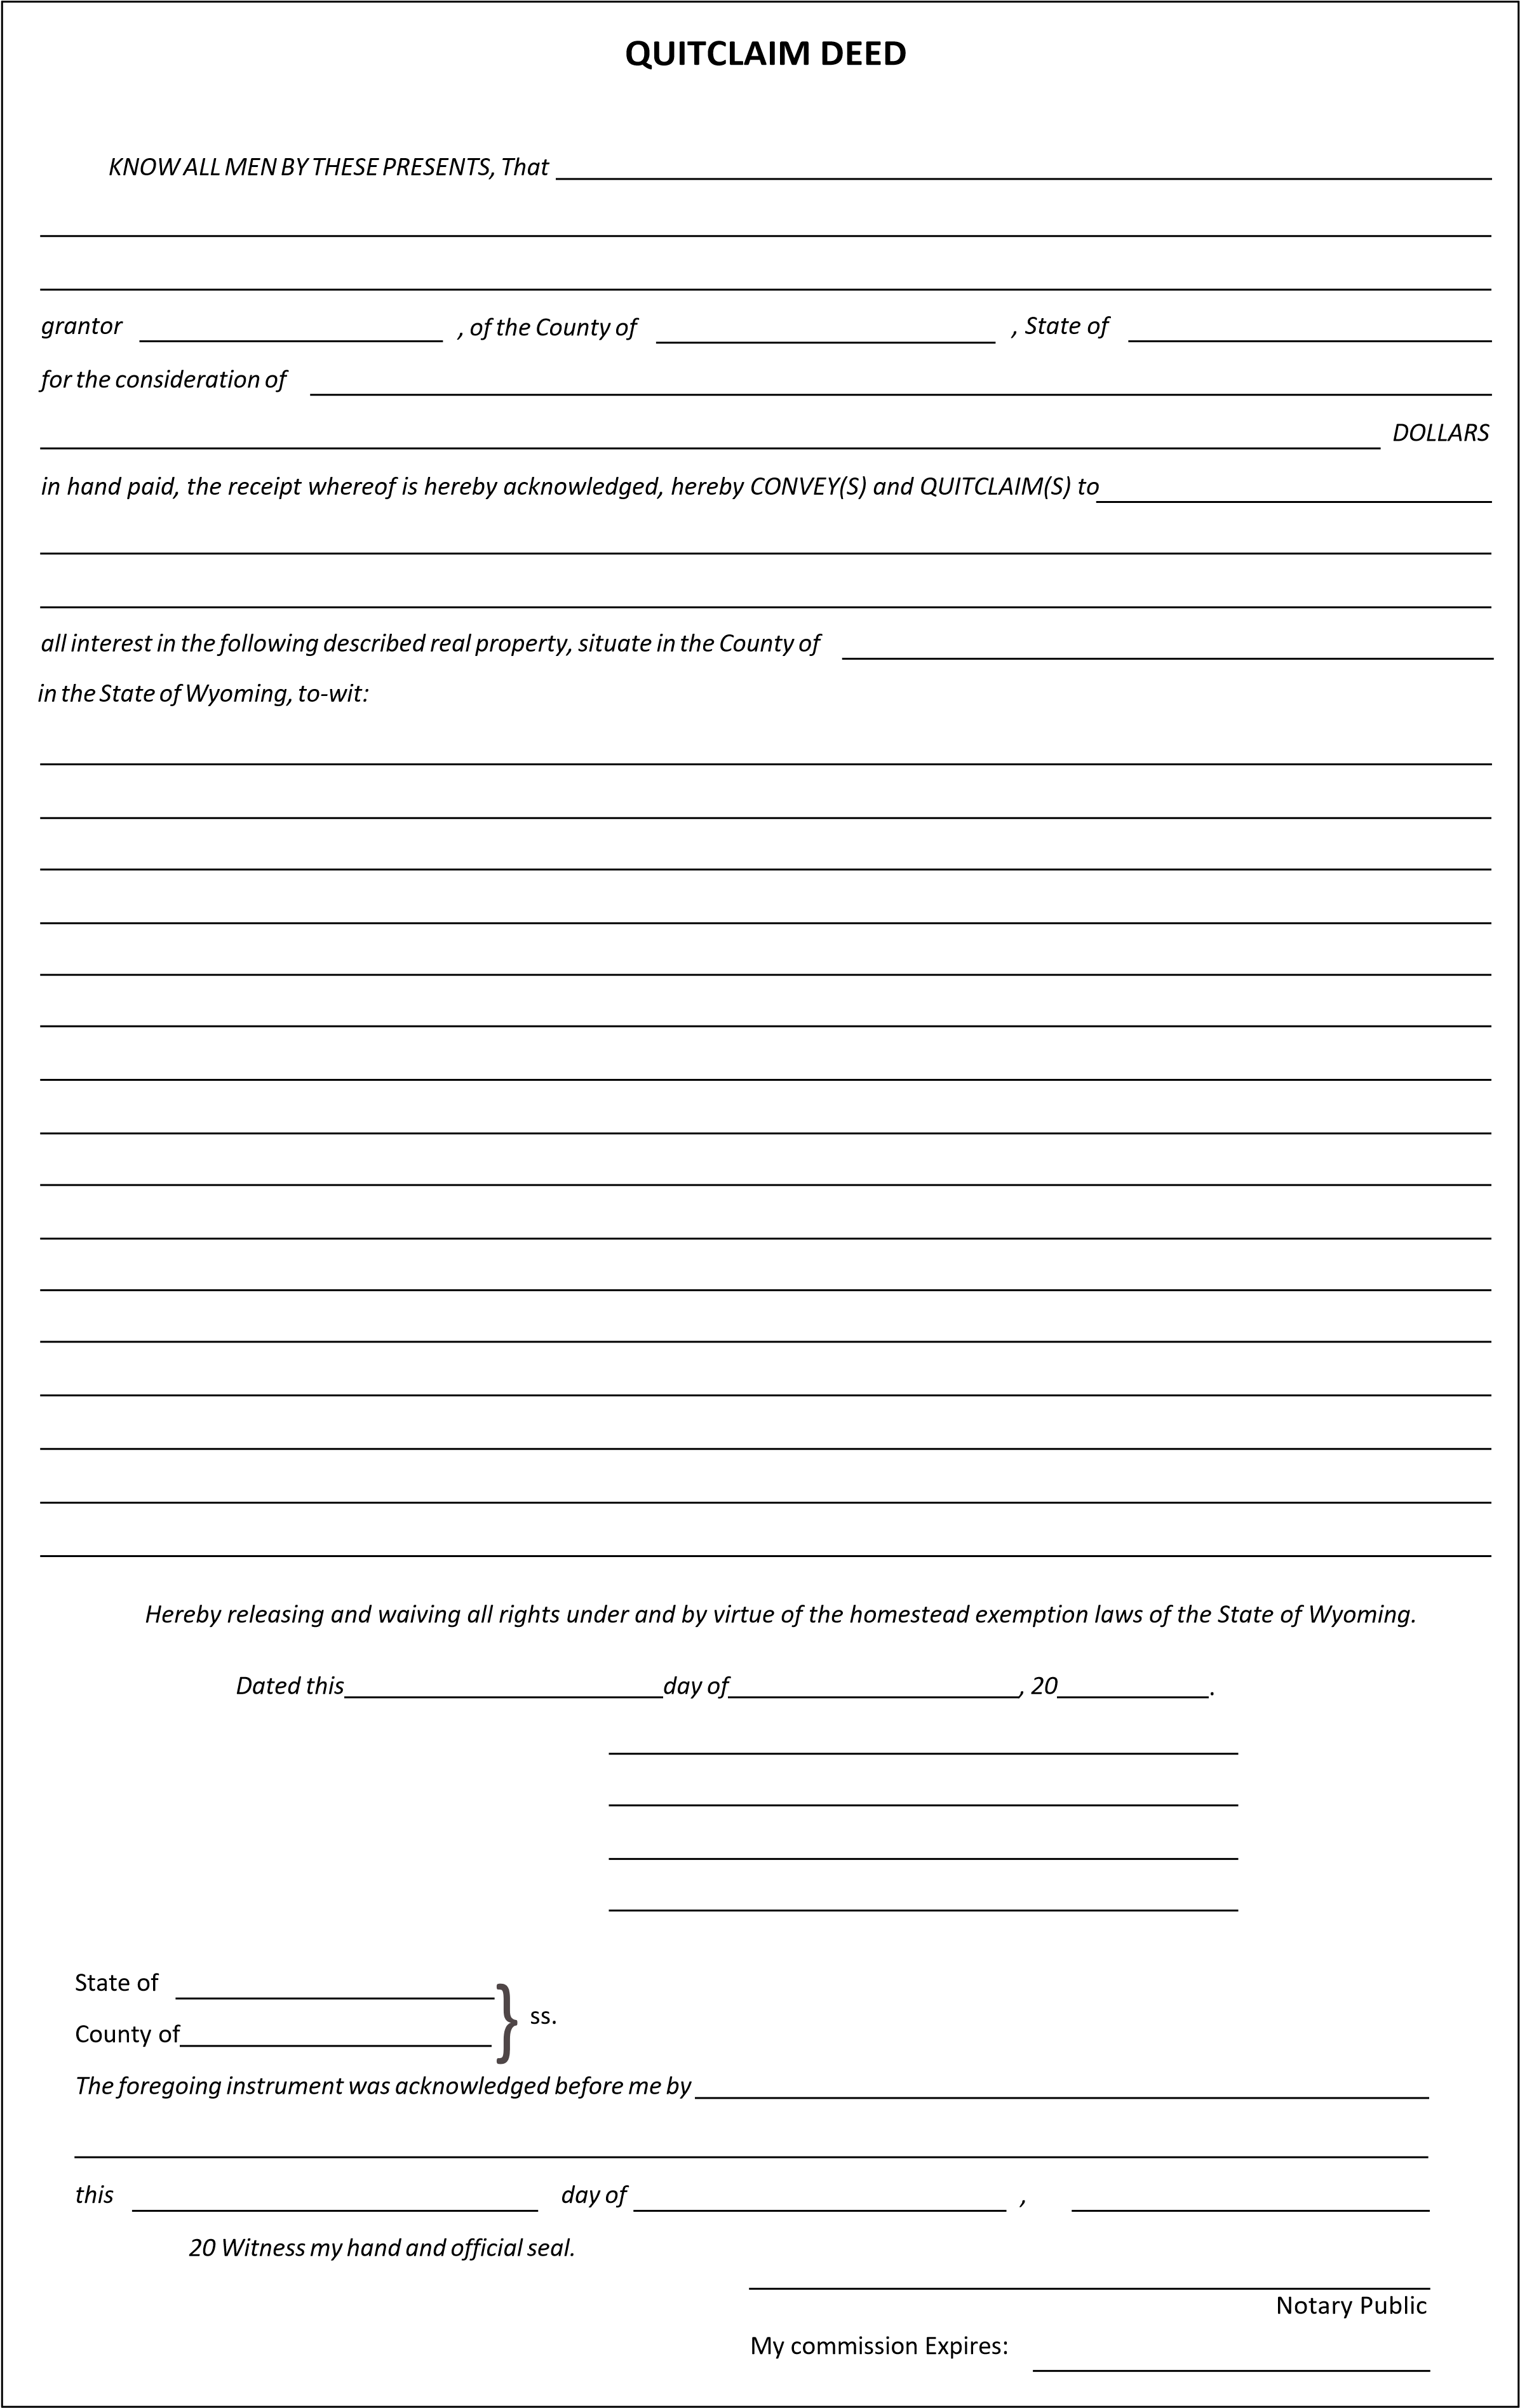 QUITCLAIM DEED
KNOW ALL MEN BY THESE PRESENTS, That
grantor , of the County of , State of
for the consideration of
DOLLARS
in hand paid, the receipt whereof is hereby acknowledged, hereby CONVEY(S) and QUITCLAIM(S) to
all interest in the following described real property, situate in the County of
in the State of Wyoming, to-wit:
Hereby releasing and waiving all rights under and by virtue of the homestead exemption laws of the State of Wyoming.
Dated this day of , 20 .
State of
County of } ss.
The foregoing instrument was acknowledged before me by
this day of ,
20 Witness my hand and official seal.
Notary Public
My commission Expires: